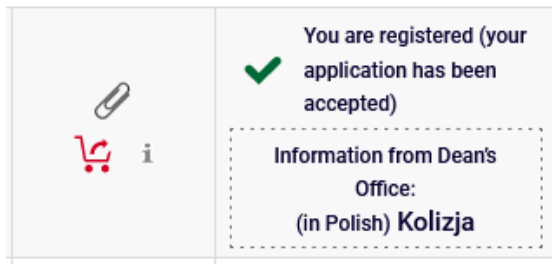 You are registered (your
application has been
accepted)
Information from Dean's
Office:
(in Polish) Kolizja